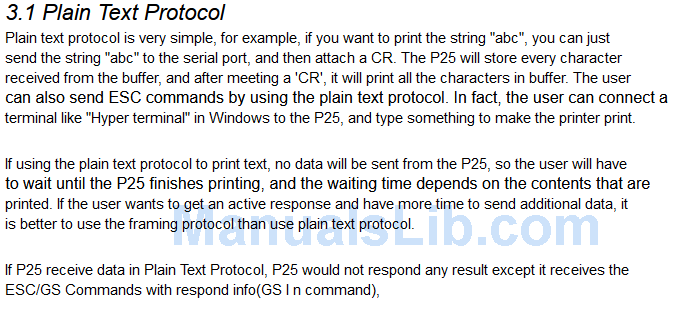 3.1 Plain Text Protocol
Plain text protocol is very simple, for example, if you want to print the string "abc", you can just
send the string "abc" to the serial port, and then attach a CR. The P25 will store every character
received from the buffer, and after meeting a 'CR', it will print all the characters in buffer. The user
can also send ESC commands by using the plain text protocol. In fact, the user can connect a
terminal like "Hyper terminal" in Windows to the P25, and type something to make the printer print.
If using the plain text protocol to print text, no data will be sent from the P25, so the user will have
to wait until the P25 finishes printing, and the waiting time depends on the contents that are
printed. If the user wants to get an active response and have more time to send additional data, it
is better to use the framing protocol than use plain text protocol.
ManualsLib.com
If P25 receive data in Plain Text Protocol, P25 would not respond any result except it receives the
ESC/GS Commands with respond info(GS I n command),